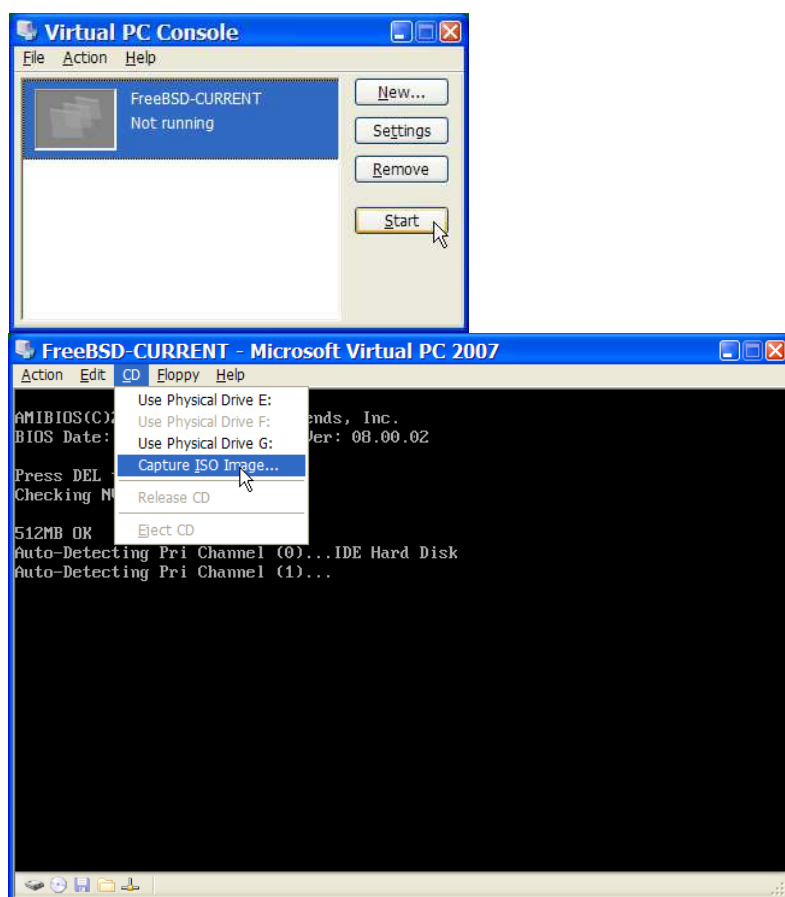 Virtual PC Console
File Action Help
FreeBSD-CURRENT
Not running
New...
Settings
Remove
Start
FreeBSD-CURRENT - Microsoft Virtual PC 2007
Action Edit CD Floppy Help
Use Physical Drive E:
Use Physical Drive F:
Use Physical Drive G:
Capture ISO Image...
Release CD
Eject CD
AMIBIOS(C) ends, Inc.
BIOS Date: Ver: 08.00.02
Press DEL
Checking
512MB OK
Auto-Detecting Pri Channel (0)...IDE Hard Disk
Auto-Detecting Pri Channel (1)...